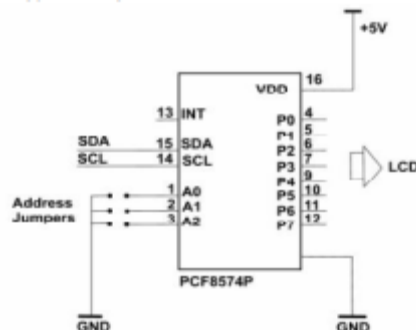 +5V
16
VDD
13 INT
P0 4
P1 5
SDA 15 SDA
P2 6
SCL 14 SCL
P3 7
P4 9
LCD
1 A0
P5 10
Address
Jumpers
2 A1
P6 11
3 A2
P7 12
PCF8574P
GND
GND